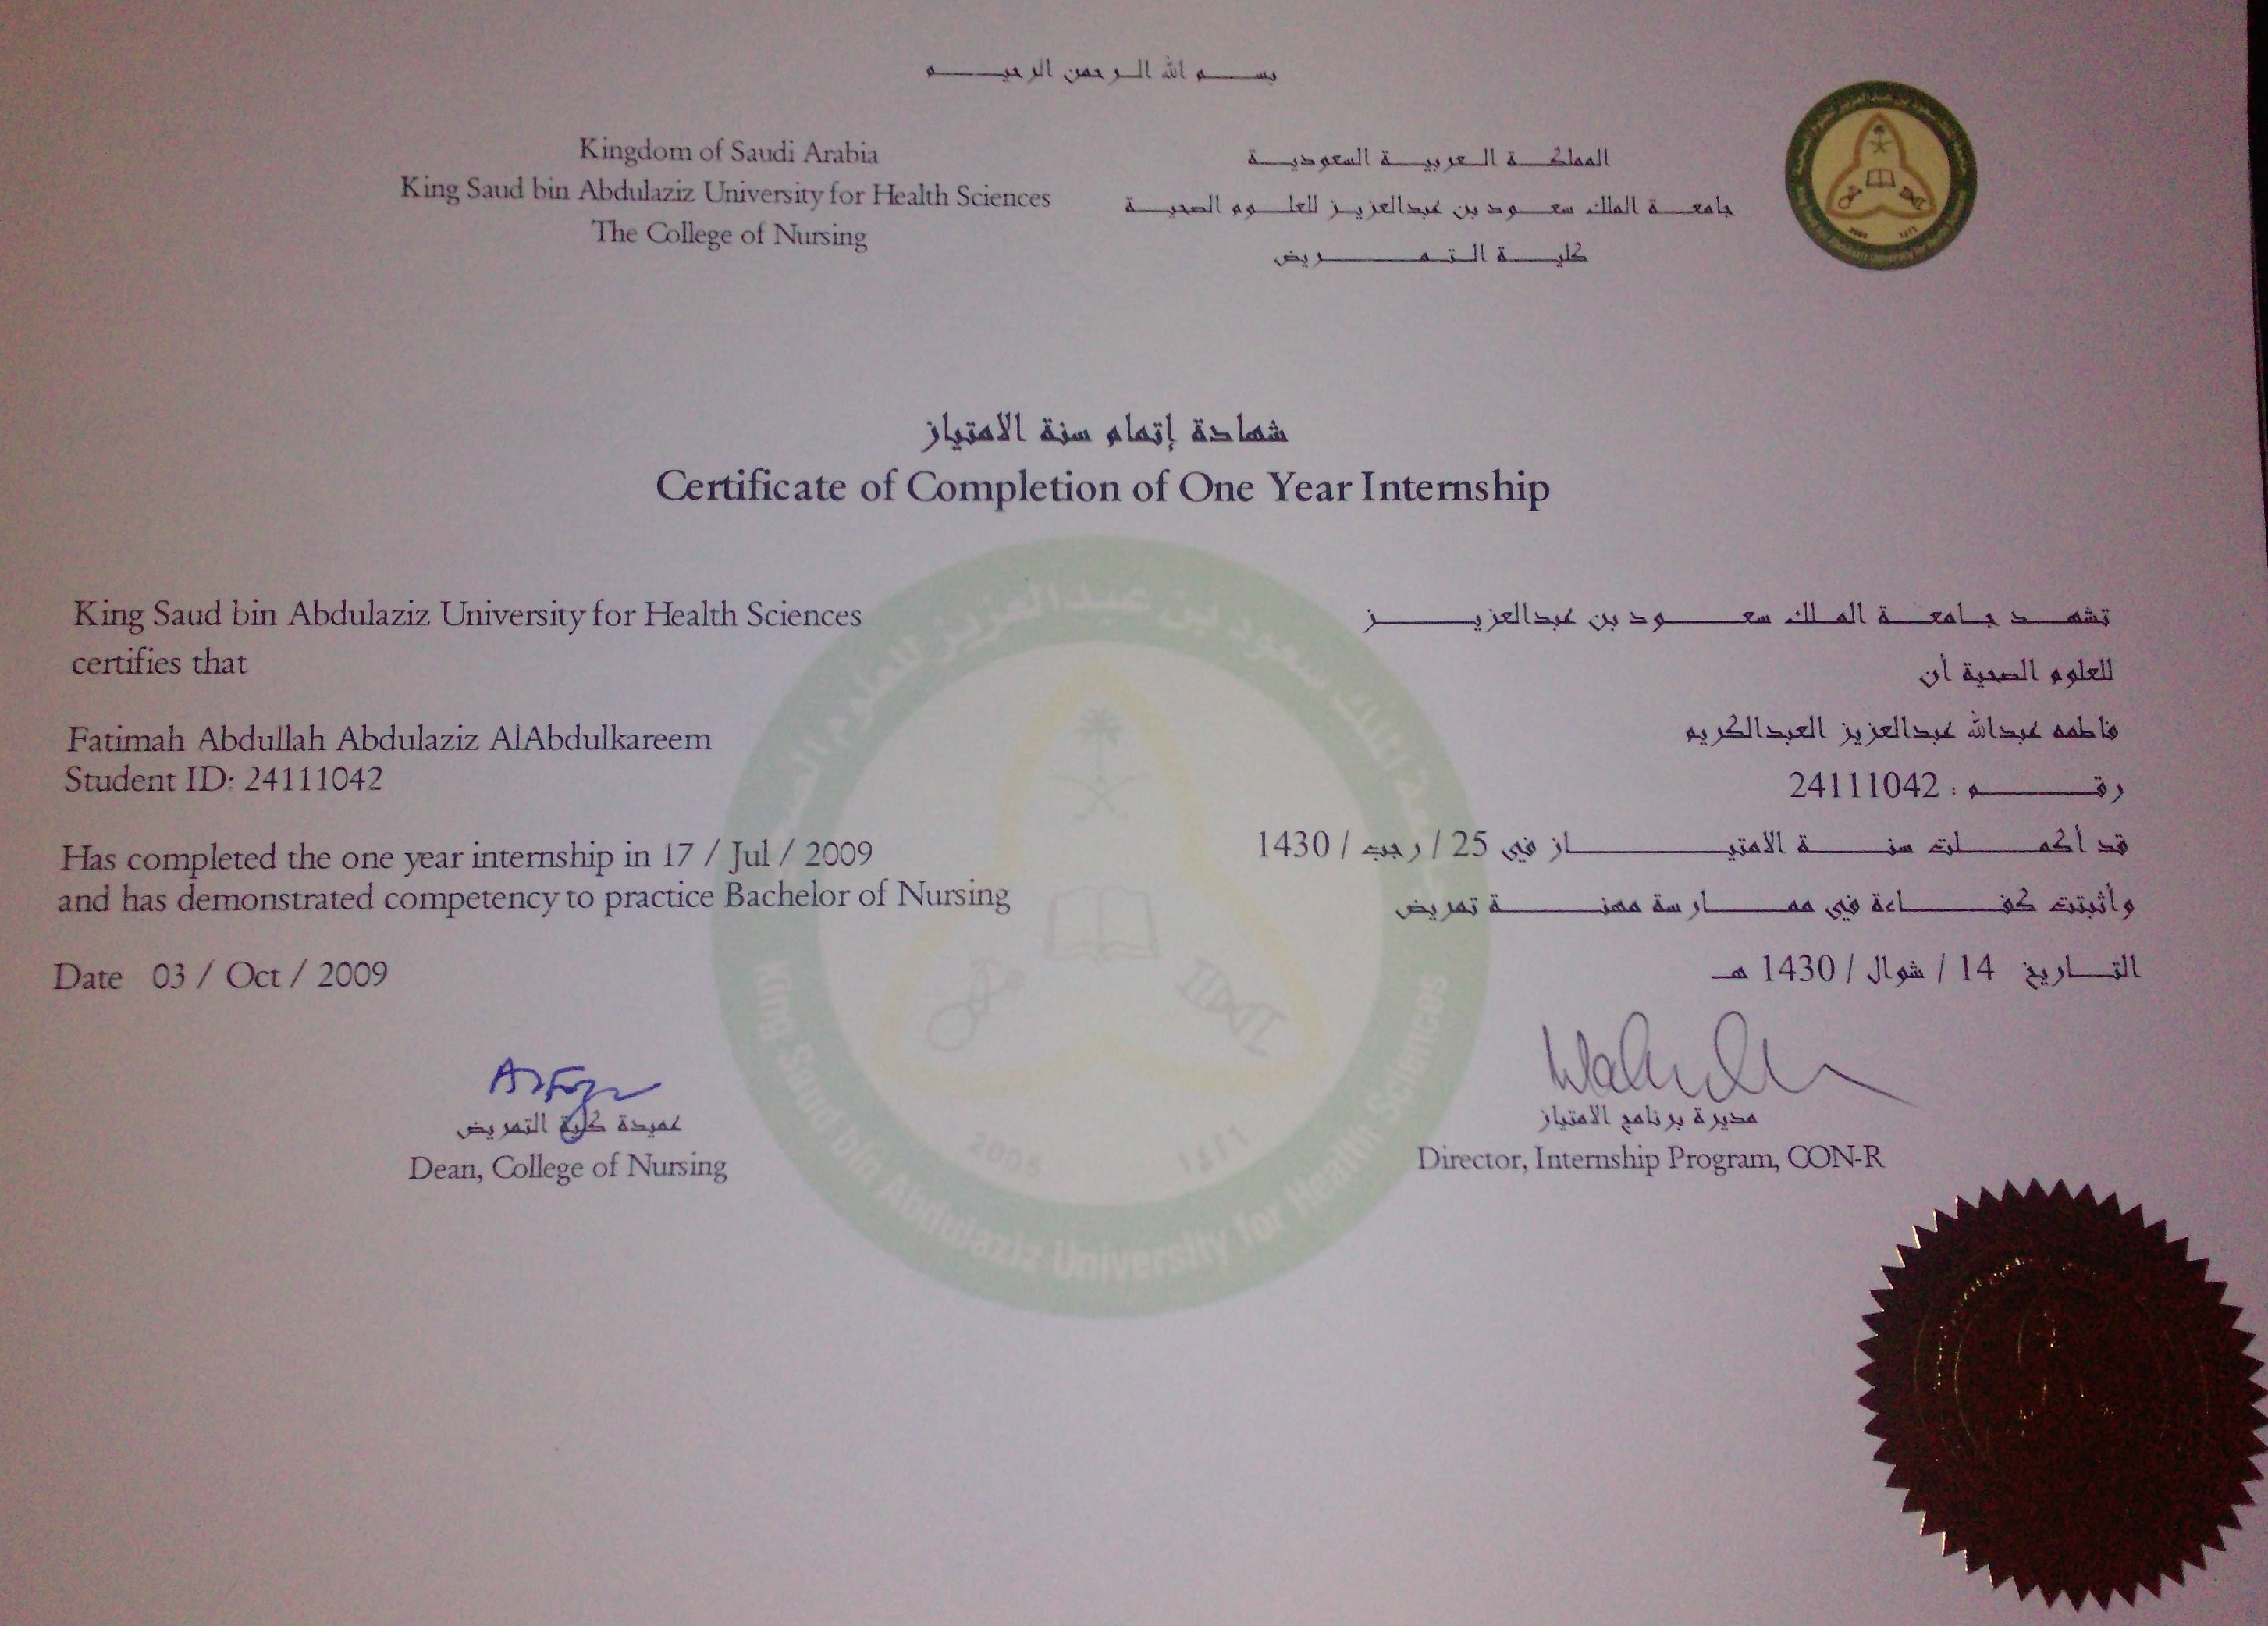 بسم الله الرحمن الرحيم
Kingdom of Saudi Arabia
King Saud bin Abdulaziz University for Health Sciences
The College of Nursing
المملكة العربية السعودية
جامعة الملك سعود بن عبدالعزيز للعلوم الصحية
كلية التمريض
شهادة إتمام سنة الامتياز
Certificate of Completion of One Year Internship
King Saud bin Abdulaziz University for Health Sciences
certifies that
Fatimah Abdullah Abdulaziz AlAbdulkareem
Student ID: 24111042
Has completed the one year internship in 17 / Jul / 2009
and has demonstrated competency to practice Bachelor of Nursing
Date 03 / Oct / 2009
تشهد جامعة الملك سعود بن عبدالعزيز
للعلوم الصحية أن
فاطمه عبدالله عبدالعزيز العبدالكريم
رقم : 24111042
قد أكملت سنة الامتياز في 25 / رجب / 1430
وأثبتت كفاءة في ممارسة مهنة تمريض
التاريخ 14 / شوال / 1430 هـ
عميدة كلية التمريض
Dean, College of Nursing
مديرة برنامج الامتياز
Director, Internship Program, CON-R
جامعة الملك سعود بن عبدالعزيز للعلوم الصحية
King Saud bin Abdulaziz University for Health Sciences
2005 ١٤٢٦